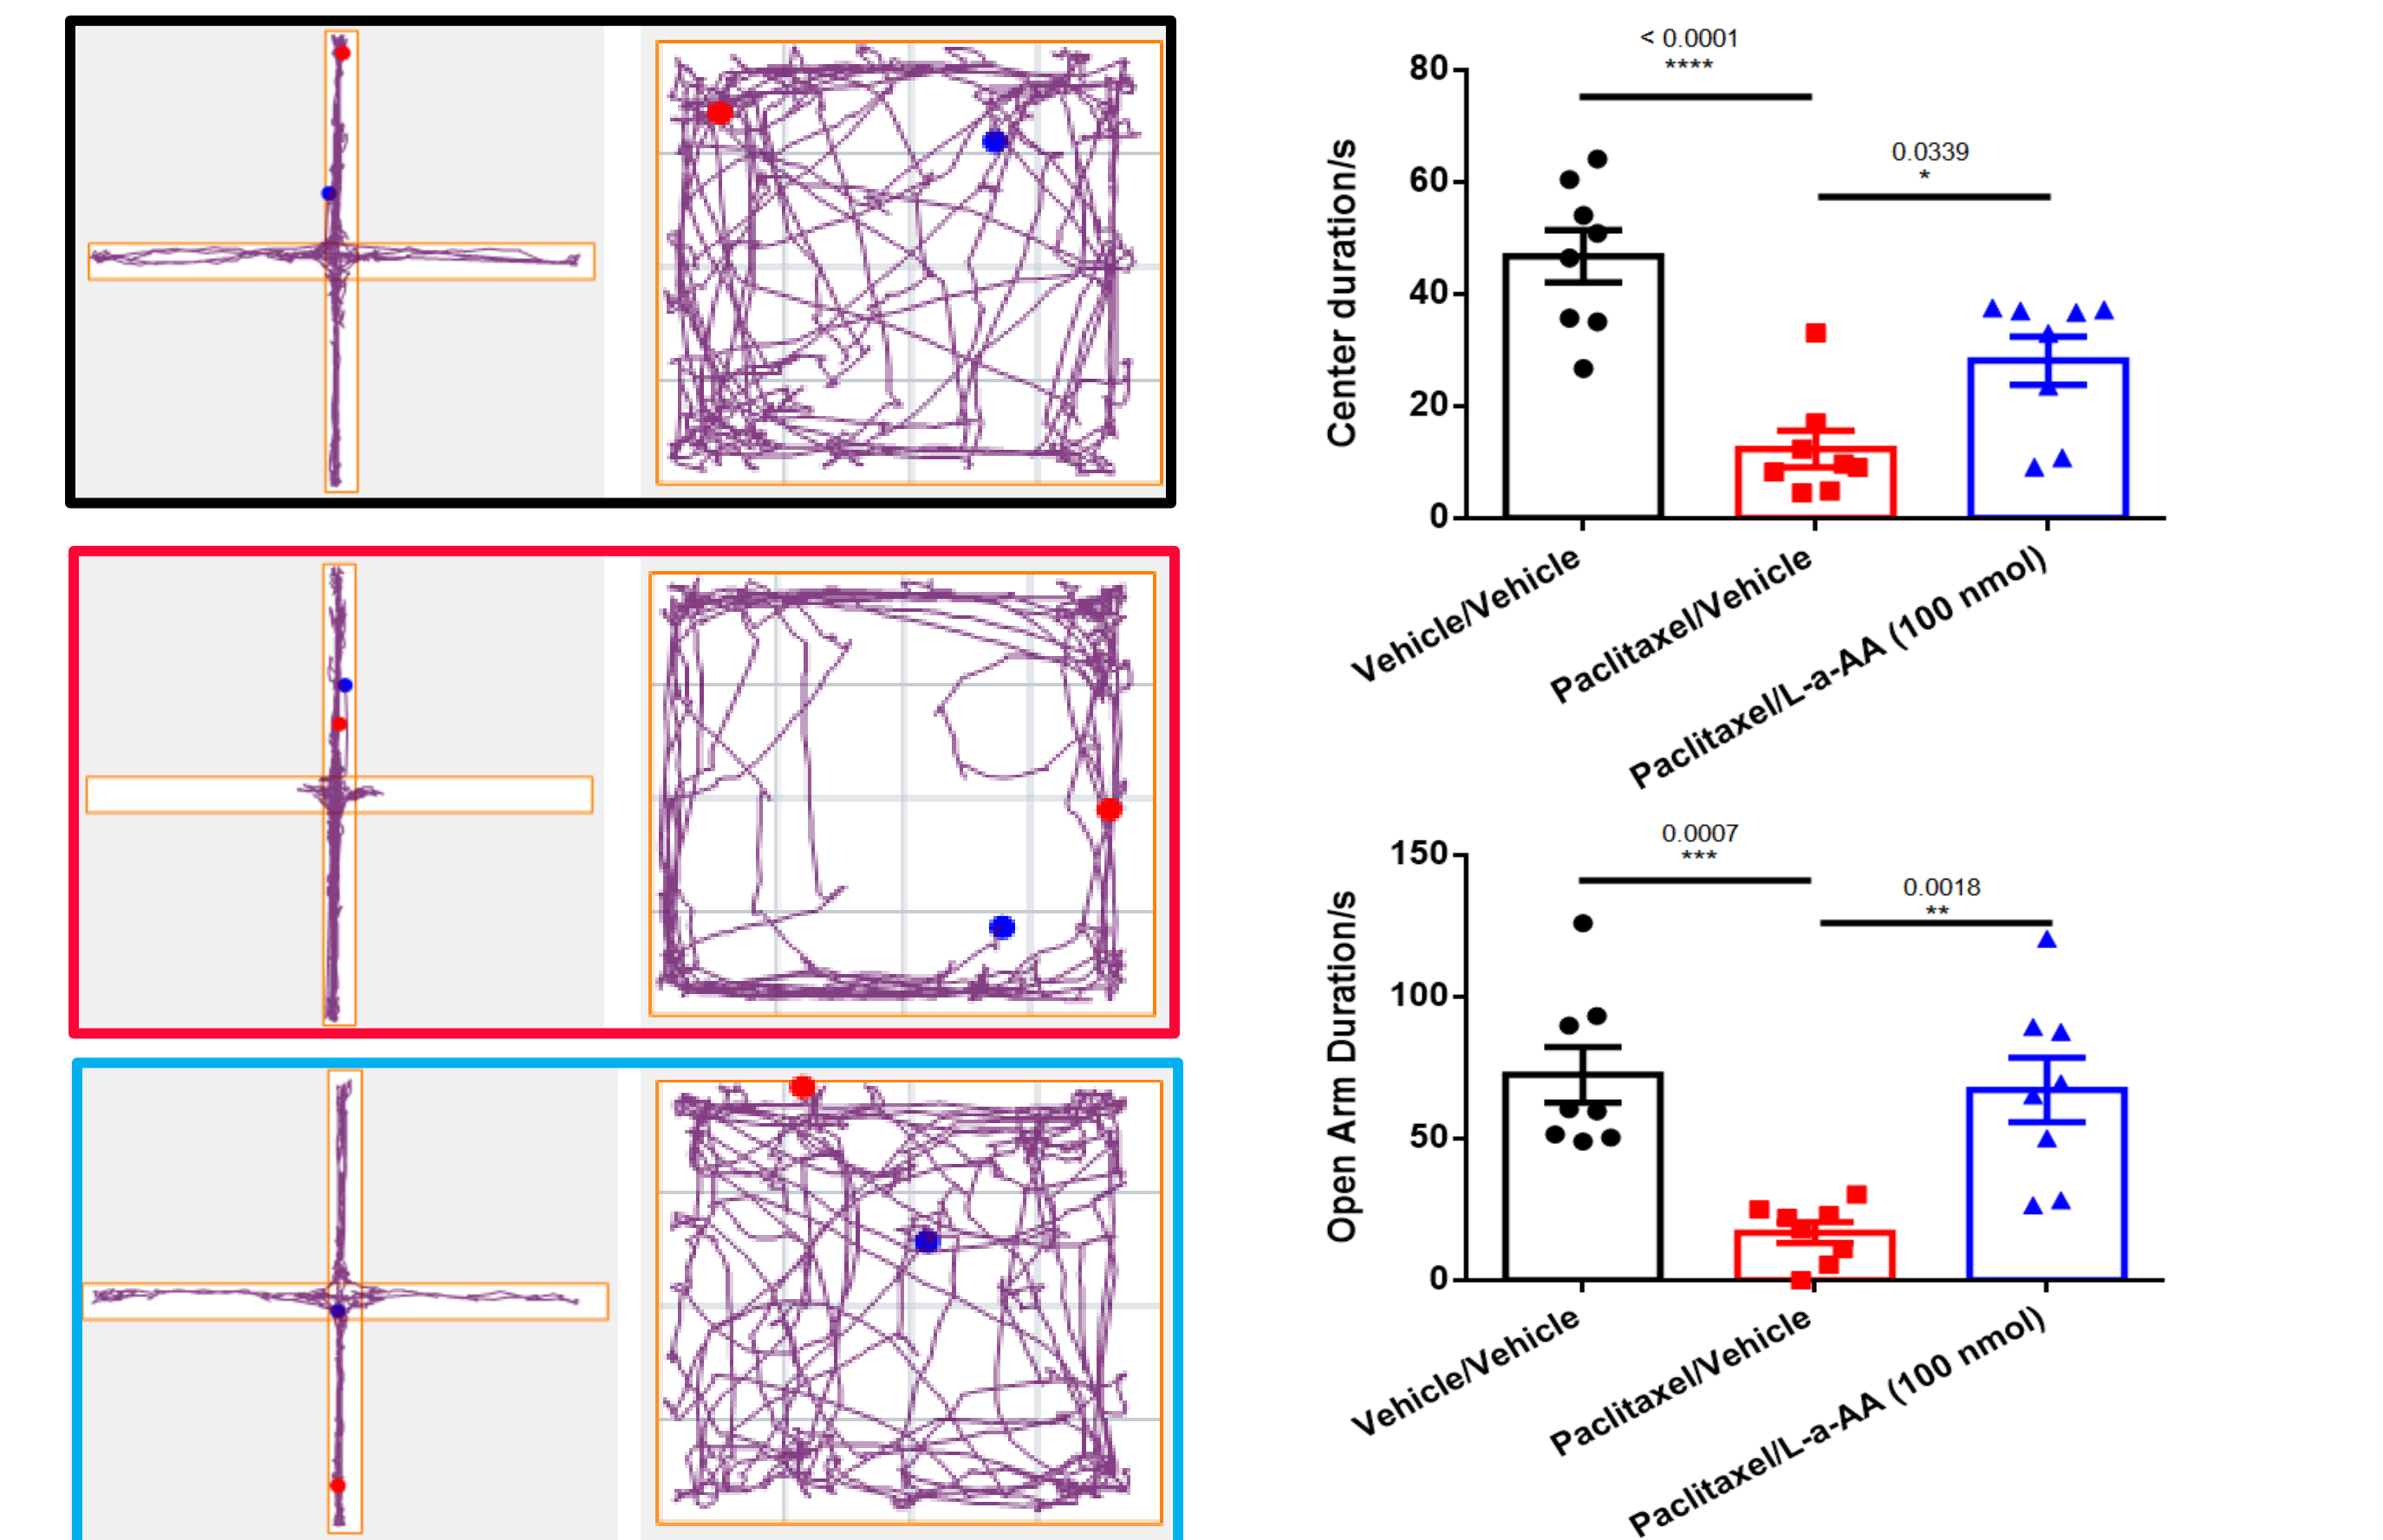 < 0.0001
****
0.0339
*
Center duration/s
80
60
40
20
0
Vehicle/Vehicle
Paclitaxel/Vehicle
Paclitaxel/L-a-AA (100 nmol)
0.0007
***
0.0018
**
Open Arm Duration/s
150
100
50
0
Vehicle/Vehicle
Paclitaxel/Vehicle
Paclitaxel/L-a-AA (100 nmol)